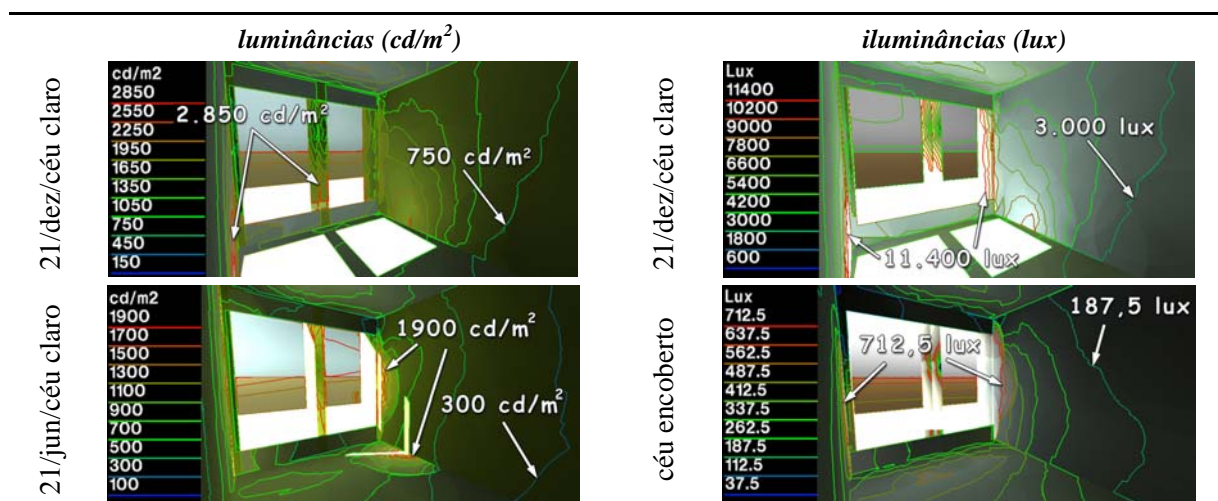 luminâncias (cd/m²)
iluminâncias (lux)
21/dez/céu claro
cd/m2
2850
2550
2250
1950
1650
1350
1050
750
450
150
2.850 cd/m²
750 cd/m²
21/dez/céu claro
Lux
11400
10200
9000
7800
6600
5400
4200
3000
1800
600
3.000 lux
11.400 lux
21/jun/céu claro
cd/m2
1900
1700
1500
1300
1100
900
700
500
300
100
1900 cd/m²
300 cd/m²
céu encoberto
Lux
712.5
637.5
562.5
487.5
412.5
337.5
262.5
187.5
112.5
37.5
187,5 lux
712,5 lux